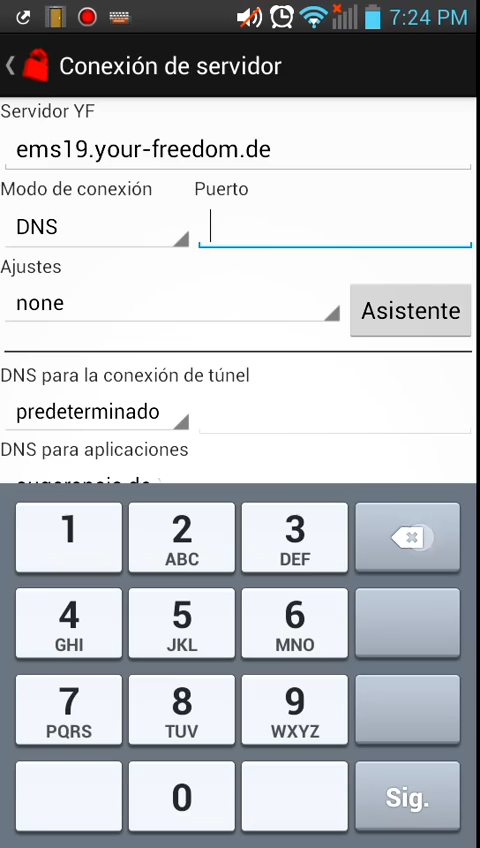 7:24 PM
Conexión de servidor
Servidor YF
ems19.your-freedom.de
Modo de conexión Puerto
DNS
Ajustes
none Asistente
DNS para la conexión de túnel
predeterminado
DNS para aplicaciones
1 2 3
ABC DEF
4 5 6
GHI JKL MNO
7 8 9
PQRS TUV WXYZ
0 Sig.